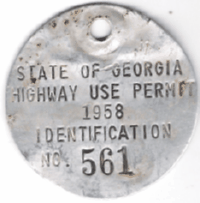 STATE OF GEORGIA
HIGHWAY USE PERMIT
1958
IDENTIFICATION
NO. 561